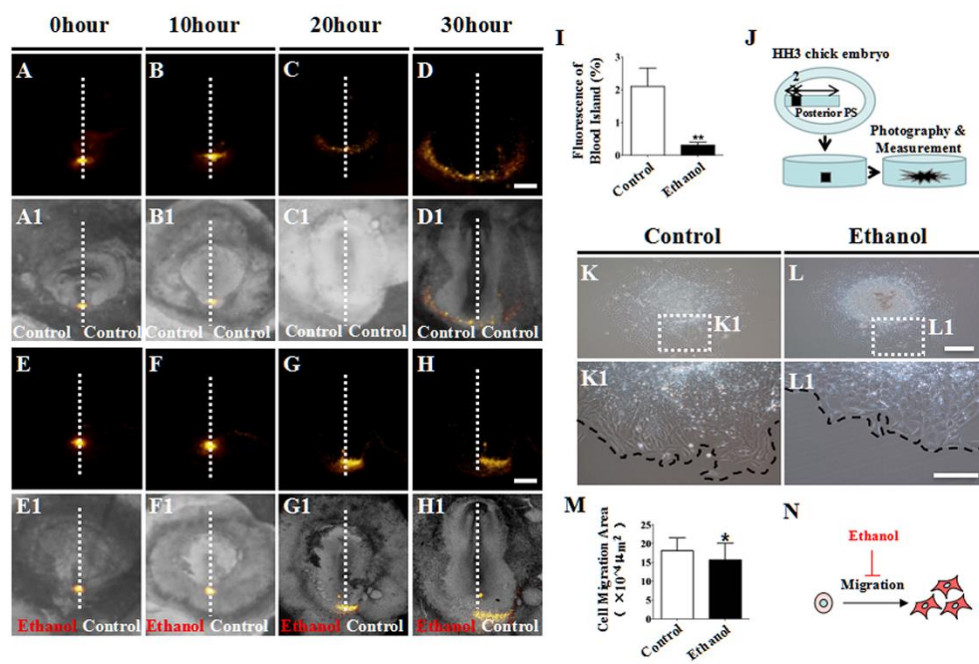 0hour 10hour 20hour 30hour
A B C D
A1 B1 C1 D1
Control Control Control Control Control Control Control Control
E F G H
E1 F1 G1 H1
Ethanol Control Ethanol Control Ethanol Control Ethanol Control
I
Fluorescence of
Blood Island (%)
3
2
1
0
**
Control Ethanol
J
HH3 chick embryo
2
Posterior PS
Photography &
Measurement
Control Ethanol
K L
K1 L1
K1 L1
M
Cell Migration Area
( ×10⁻⁴ μm²)
25
20
15
10
5
0
*
Control Ethanol
N
Ethanol
Migration